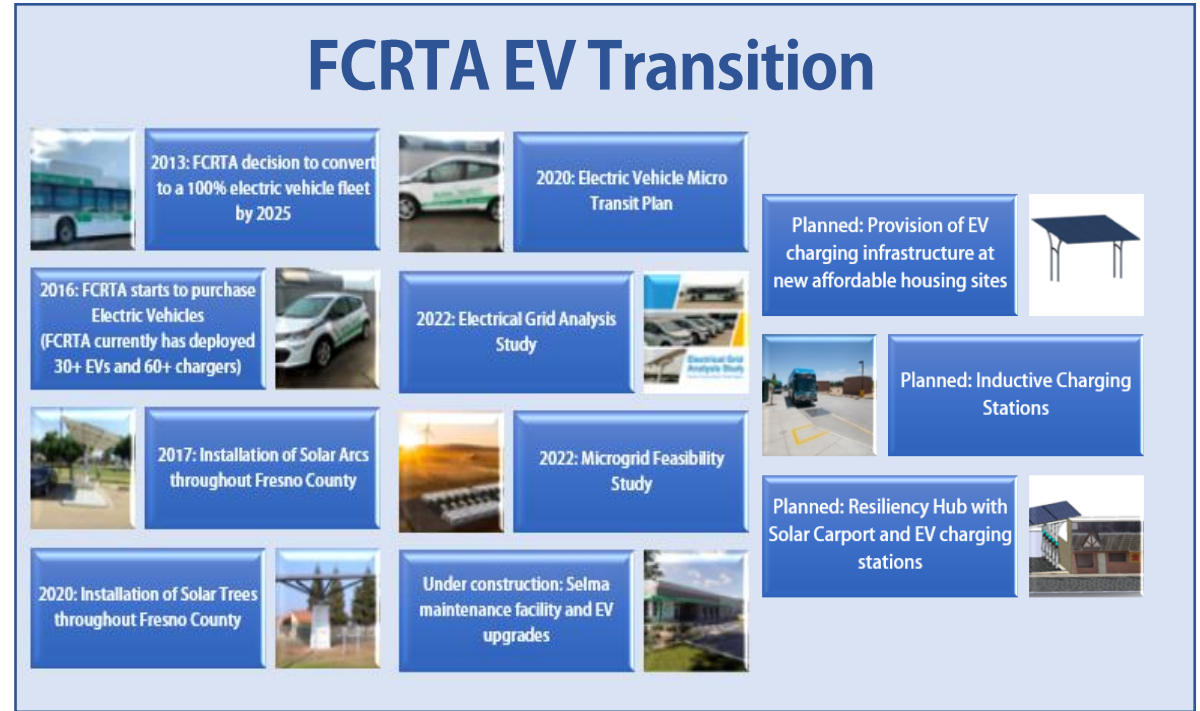 FCRTA EV Transition
2013: FCRTA decision to convert
to a 100% electric vehicle fleet
by 2025
2016: FCRTA starts to purchase
Electric Vehicles
(FCRTA currently has deployed
30+ EVs and 60+ chargers)
2017: Installation of Solar Arcs
throughout Fresno County
2020: Installation of Solar Trees
throughout Fresno County
2020: Electric Vehicle Micro
Transit Plan
2022: Electrical Grid Analysis
Study
Electrical Grid
Analysis Study
2022: Microgrid Feasibility
Study
Under construction: Selma
maintenance facility and EV
upgrades
Planned: Provision of EV
charging infrastructure at
new affordable housing sites
Planned: Inductive Charging
Stations
Planned: Resiliency Hub with
Solar Carport and EV charging
stations